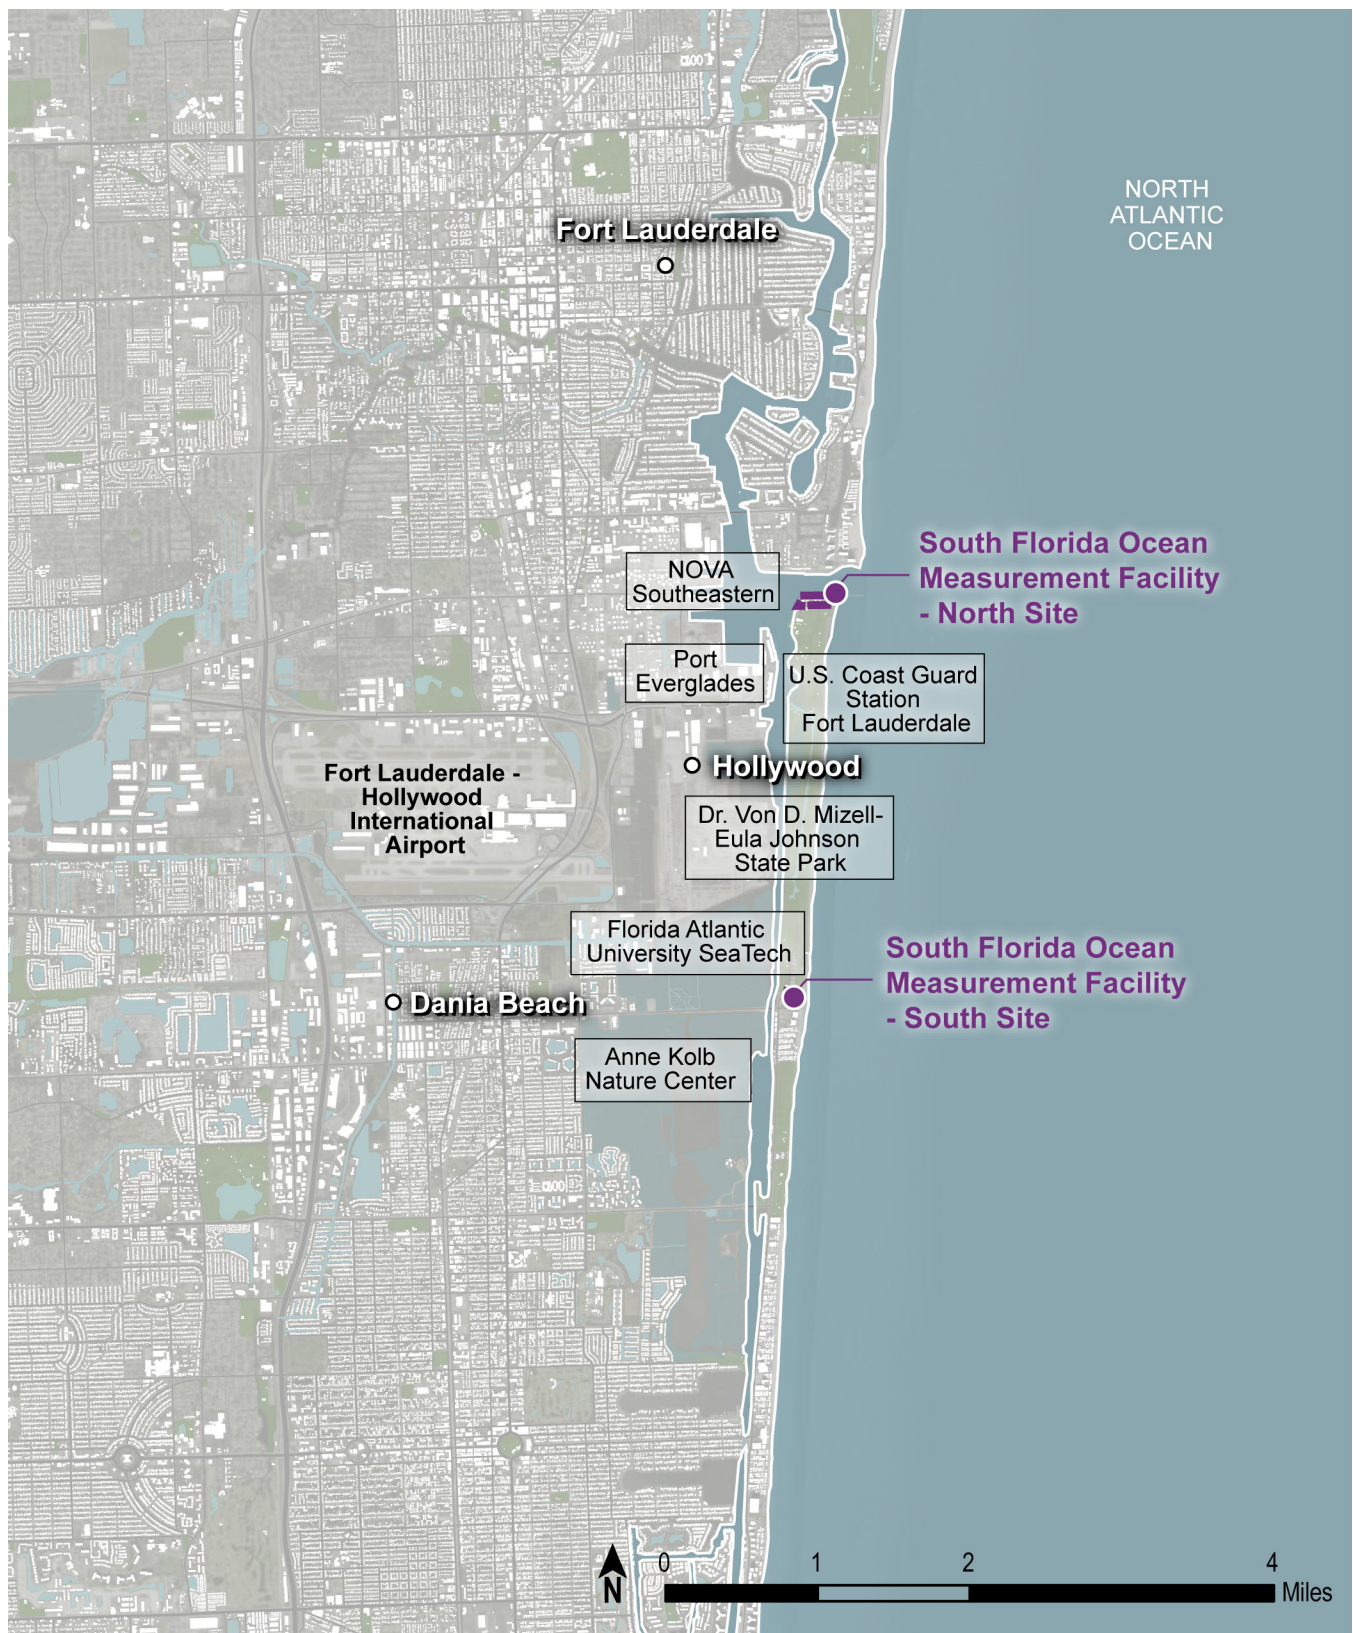 NORTH
ATLANTIC
OCEAN
Fort Lauderdale
South Florida Ocean
Measurement Facility
- North Site
NOVA
Southeastern
Port
Everglades
U.S. Coast Guard
Station
Fort Lauderdale
Hollywood
Fort Lauderdale -
Hollywood
International
Airport
Dr. Von D. Mizell-
Eula Johnson
State Park
Florida Atlantic
University SeaTech
South Florida Ocean
Measurement Facility
- South Site
Dania Beach
Anne Kolb
Nature Center
0 1 2 4
N
Miles